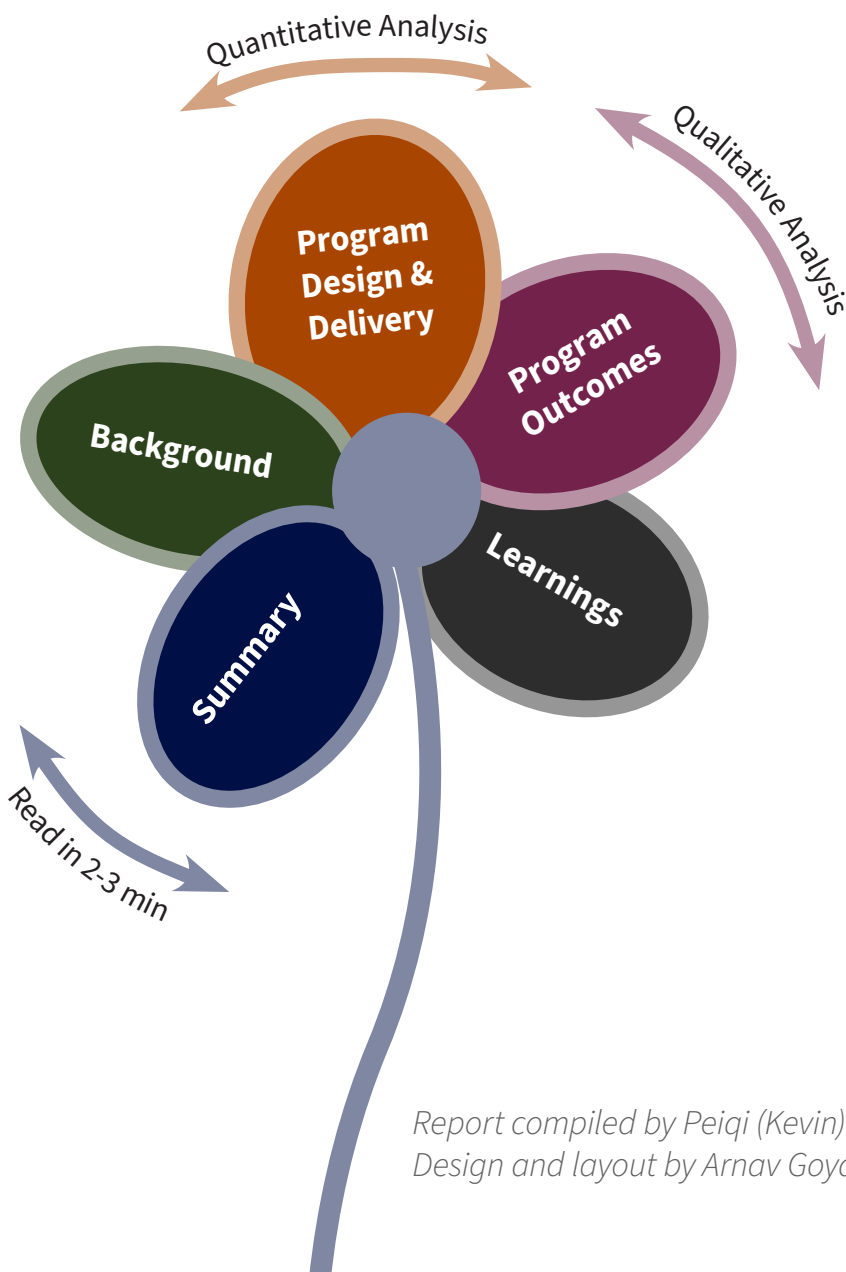 Quantitative Analysis
Qualitative Analysis
Program
Design &
Delivery
Program
Outcomes
Background
Learnings
Summary
Read in 2-3 min
Report compiled by Peiqi (Kevin)
Design and layout by Arnav